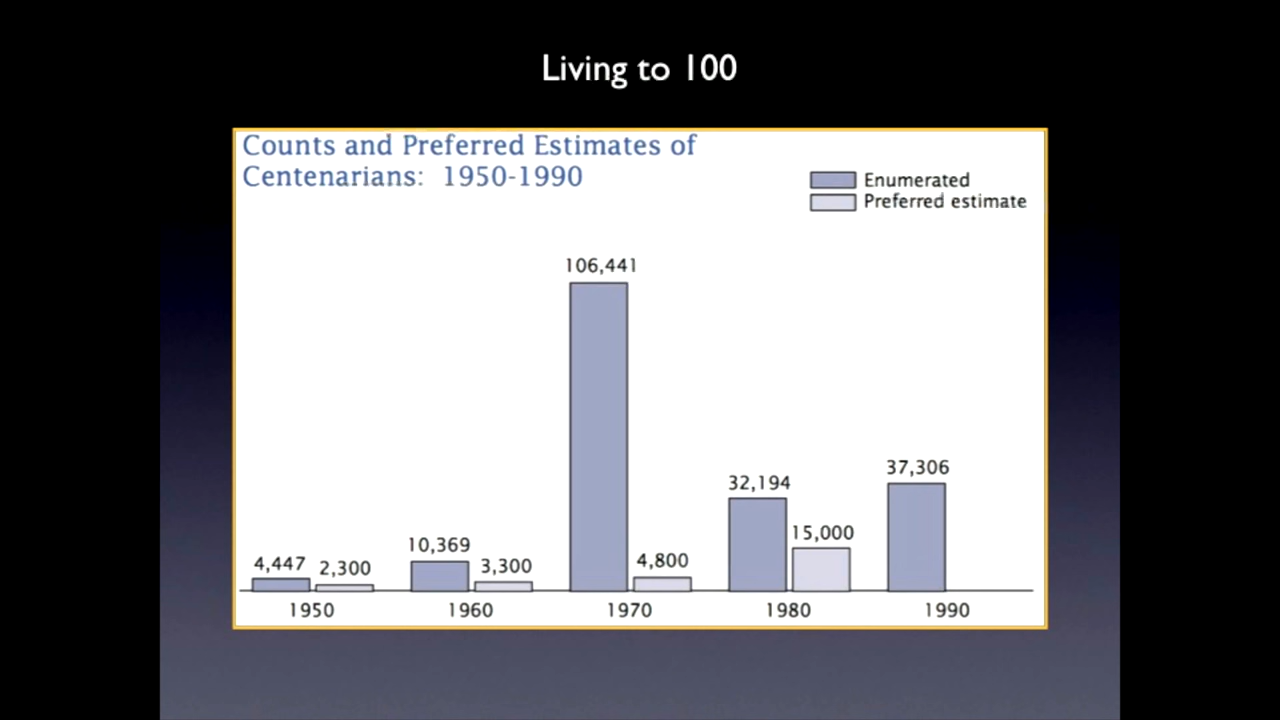 Living to 100
Counts and Preferred Estimates of
Centenarians: 1950-1990
Enumerated
Preferred estimate
106,441
37,306
32,194
15,000
10,369
4,447
2,300
3,300
4,800
1950
1960
1970
1980
1990